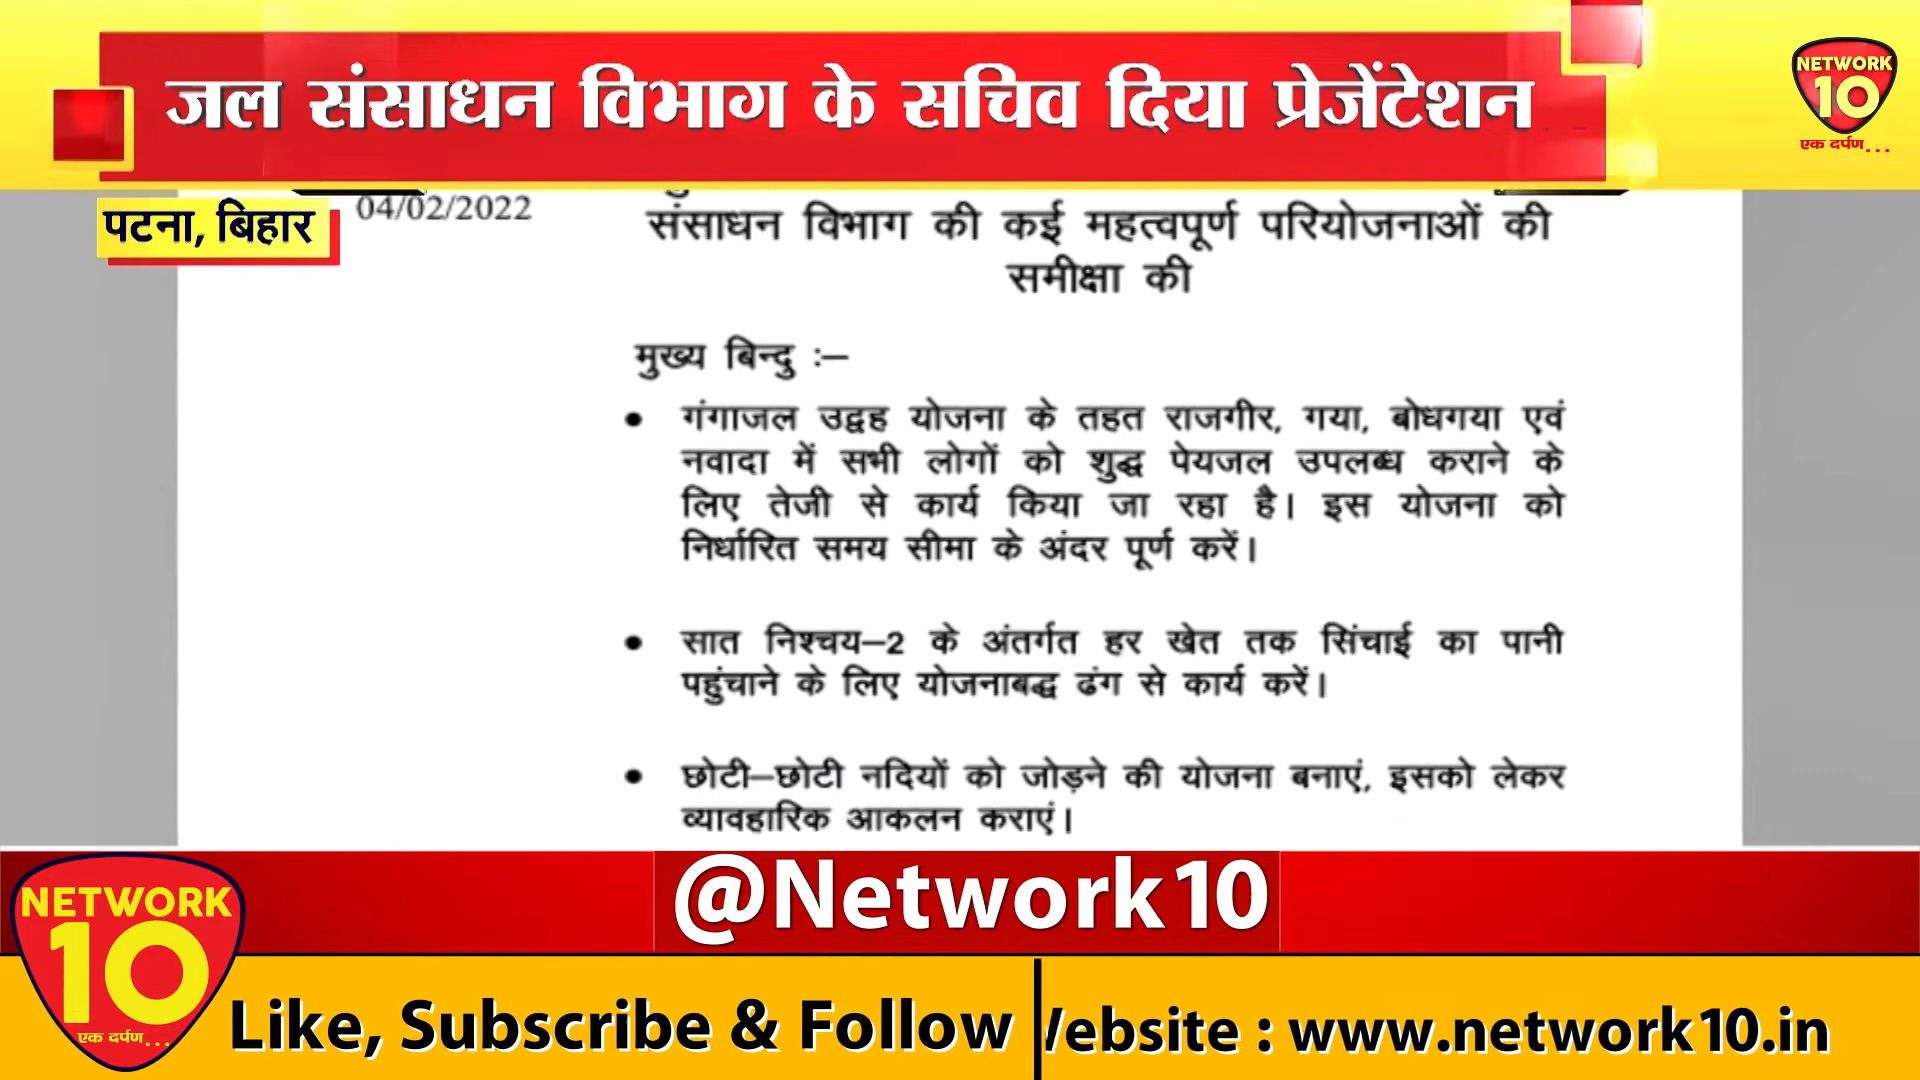 जल संसाधन विभाग के सचिव दिया प्रेजेंटेशन
NETWORK
10
एक दर्पण...
पटना, बिहार
04/02/2022
संसाधन विभाग की कई महत्वपूर्ण परियोजनाओं की
समीक्षा की
मुख्य बिन्दु :–
• गंगाजल उद्वह योजना के तहत राजगीर, गया, बोधगया एवं
नवादा में सभी लोगों को शुद्ध पेयजल उपलब्ध कराने के
लिए तेजी से कार्य किया जा रहा है। इस योजना को
निर्धारित समय सीमा के अंदर पूर्ण करें।
• सात निश्चय–2 के अंतर्गत हर खेत तक सिंचाई का पानी
पहुंचाने के लिए योजनाबद्ध ढंग से कार्य करें।
• छोटी–छोटी नदियों को जोड़ने की योजना बनाएं, इसको लेकर
व्यावहारिक आकलन कराएं।
@Network10
NETWORK
10
एक दर्पण...
Like, Subscribe & Follow
ebsite : www.network10.in